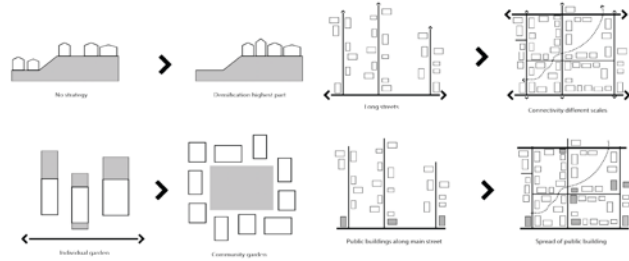 No strategy
Densification highest part
Long streets
Connectivity different scales
Individual gardens
Community gardens
Public buildings along main street
Spread of public building